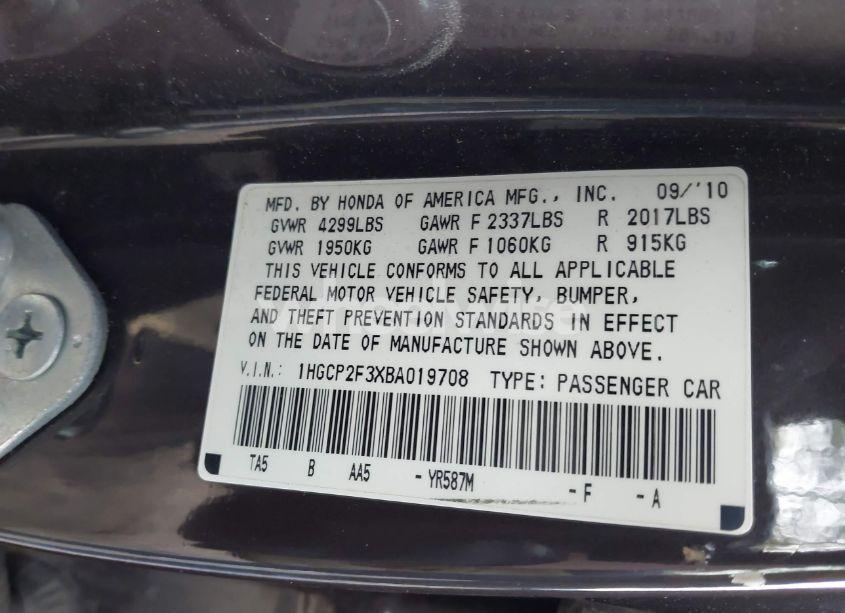 MFD. BY HONDA OF AMERICA MFG., INC. 09/'10
GVWR 4299LBS GAWR F 2337LBS R 2017LBS
GVWR 1950KG GAWR F 1060KG R 915KG
THIS VEHICLE CONFORMS TO ALL APPLICABLE
FEDERAL MOTOR VEHICLE SAFETY, BUMPER,
AND THEFT PREVENTION STANDARDS IN EFFECT
ON THE DATE OF MANUFACTURE SHOWN ABOVE.
V.I.N.: 1HGCP2F3XBA019708 TYPE: PASSENGER CAR
TA5 B AA5 - YR587M - F - A